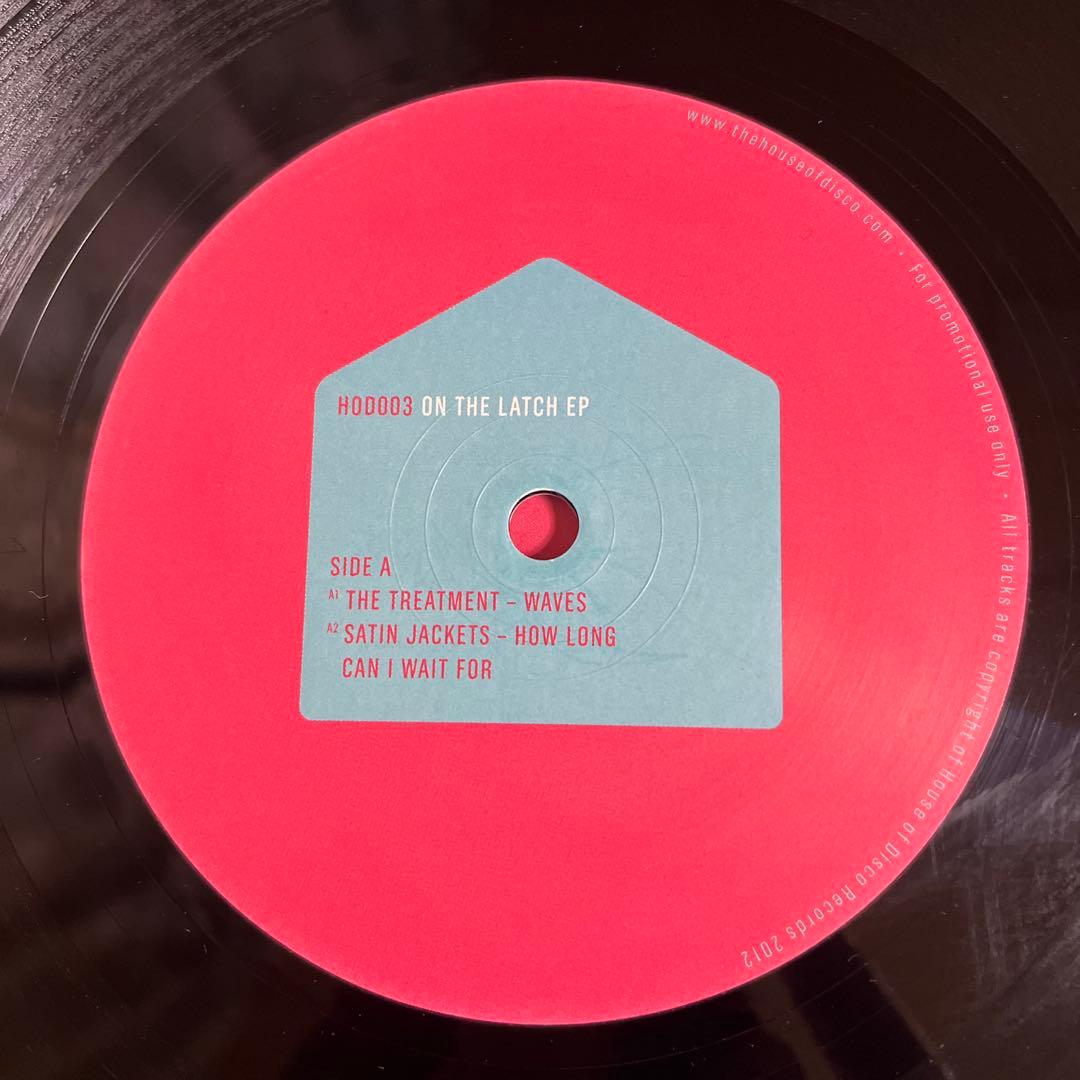 www.thehouseofdisco.com • For promotional use only • All tracks are copyright of House of Disco Records 2012
HOD003 ON THE LATCH EP
SIDE A
A1 THE TREATMENT – WAVES
A2 SATIN JACKETS – HOW LONG
CAN I WAIT FOR